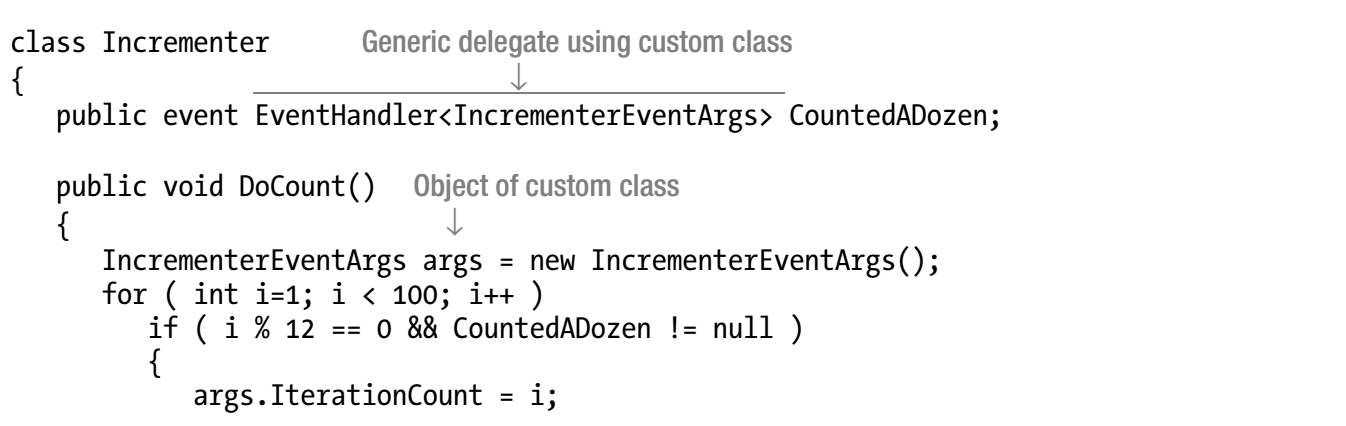 class Incrementer Generic delegate using custom class
{ ↓
public event EventHandler<IncrementerEventArgs> CountedADozen;
public void DoCount() Object of custom class
{ ↓
IncrementerEventArgs args = new IncrementerEventArgs();
for ( int i=1; i < 100; i++ )
if ( i % 12 == 0 && CountedADozen != null )
{
args.IterationCount = i;